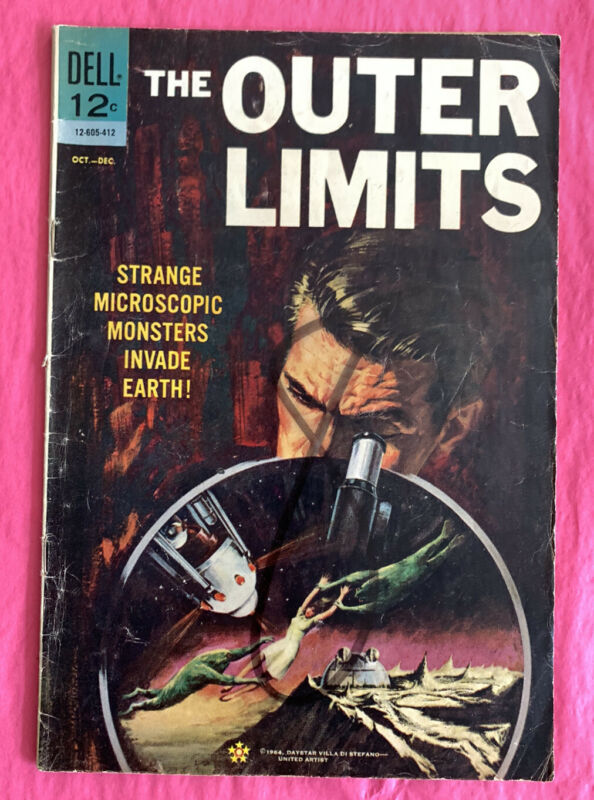 DELL
12c
12-605-412
OCT.—DEC.
THE OUTER
LIMITS
STRANGE
MICROSCOPIC
MONSTERS
INVADE
EARTH!
©1964, DAYSTAR VILLA DI STEFANO—
UNITED ARTIST